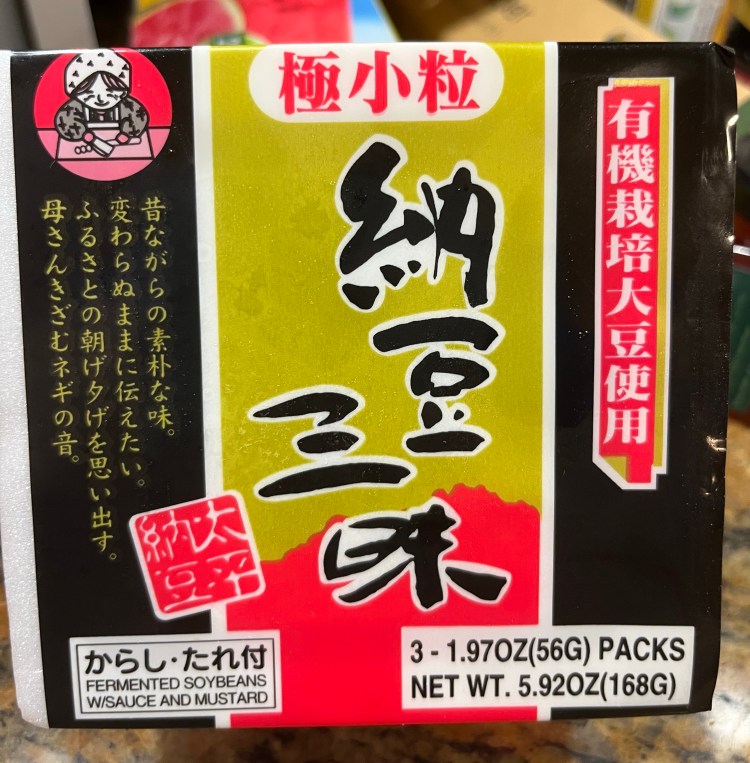 極小粒
納豆
三味
有機栽培大豆使用
昔ながらの素朴な味。
変わらぬままに伝えたい。
ふるさとの朝げ夕げを思い出す。
母さんきざむネギの音。
太郎
納豆
からし・たれ付
FERMENTED SOYBEANS
W/SAUCE AND MUSTARD
3 - 1.97OZ(56G) PACKS
NET WT. 5.92OZ(168G)